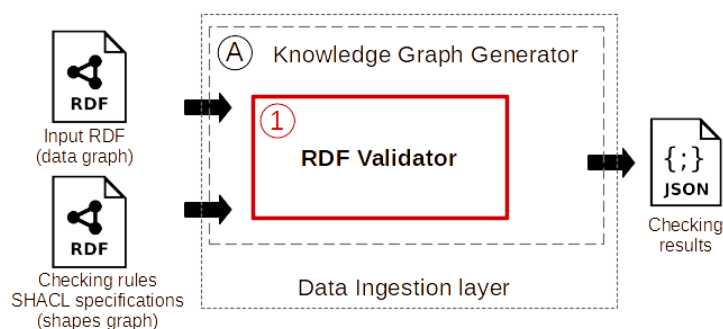 A
Knowledge Graph Generator
RDF
Input RDF
(data graph)
1
RDF Validator
{;}
JSON
Checking
results
RDF
Checking rules
SHACL specifications
(shapes graph)
Data Ingestion layer